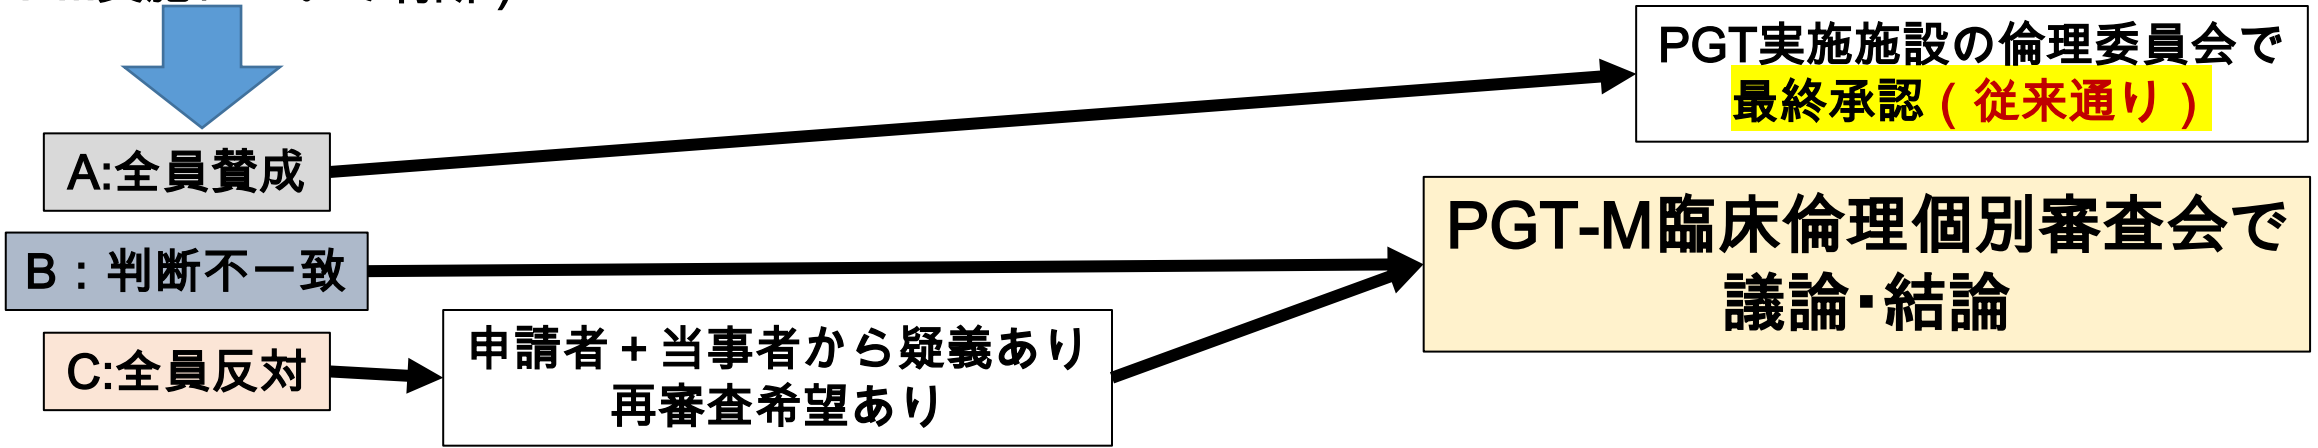 PGT実施施設の倫理委員会で
最終承認（従来通り）
A:全員賛成
PGT-M臨床倫理個別審査会で
議論・結論
B：判断不一致
C:全員反対
申請者＋当事者から疑義あり
再審査希望あり